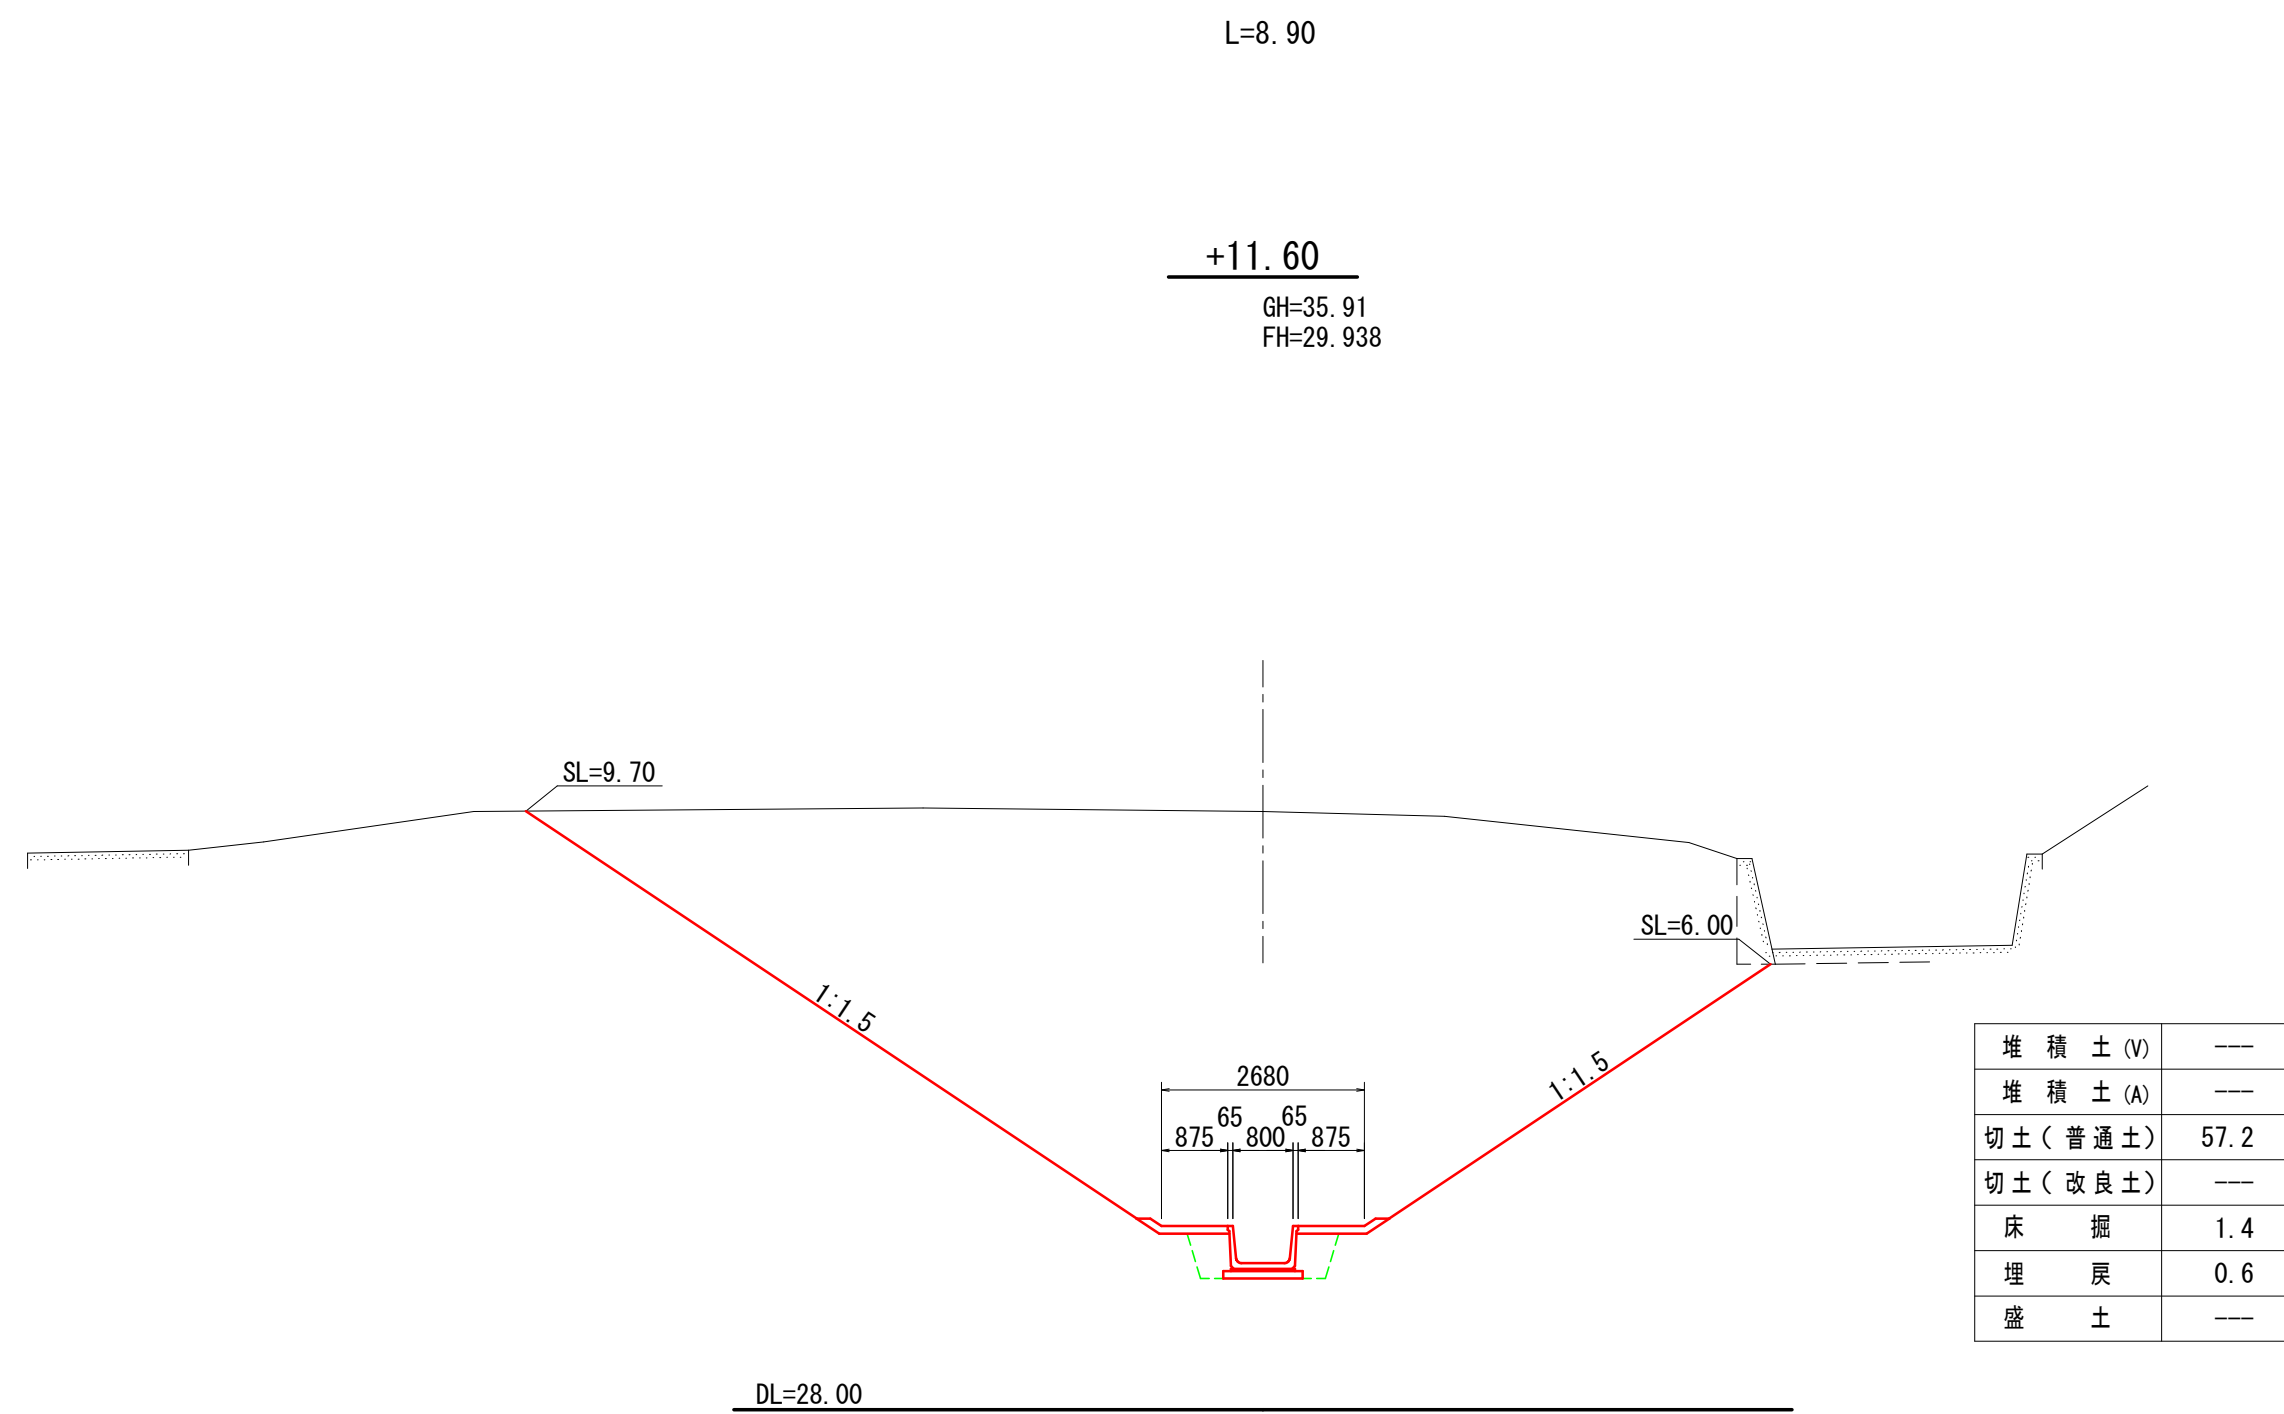 L=8.90
+11.60
GH=35.91
FH=29.938
SL=9.70
SL=6.00
1:1.5
1:1.5
2680
65 65
875 800 875
堆積土(V) ---
堆積土(A) ---
切土(普通土) 57.2
切土(改良土) ---
床掘 1.4
埋戻 0.6
盛土 ---
DL=28.00